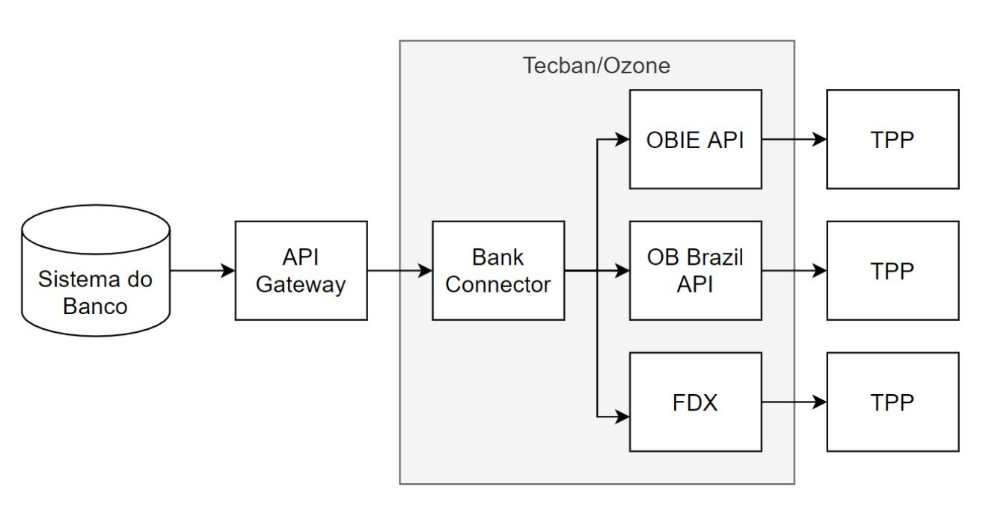 Tecban/Ozone
Sistema do
Banco
API
Gateway
Bank
Connector
OBIE API
TPP
OB Brazil
API
TPP
FDX
TPP